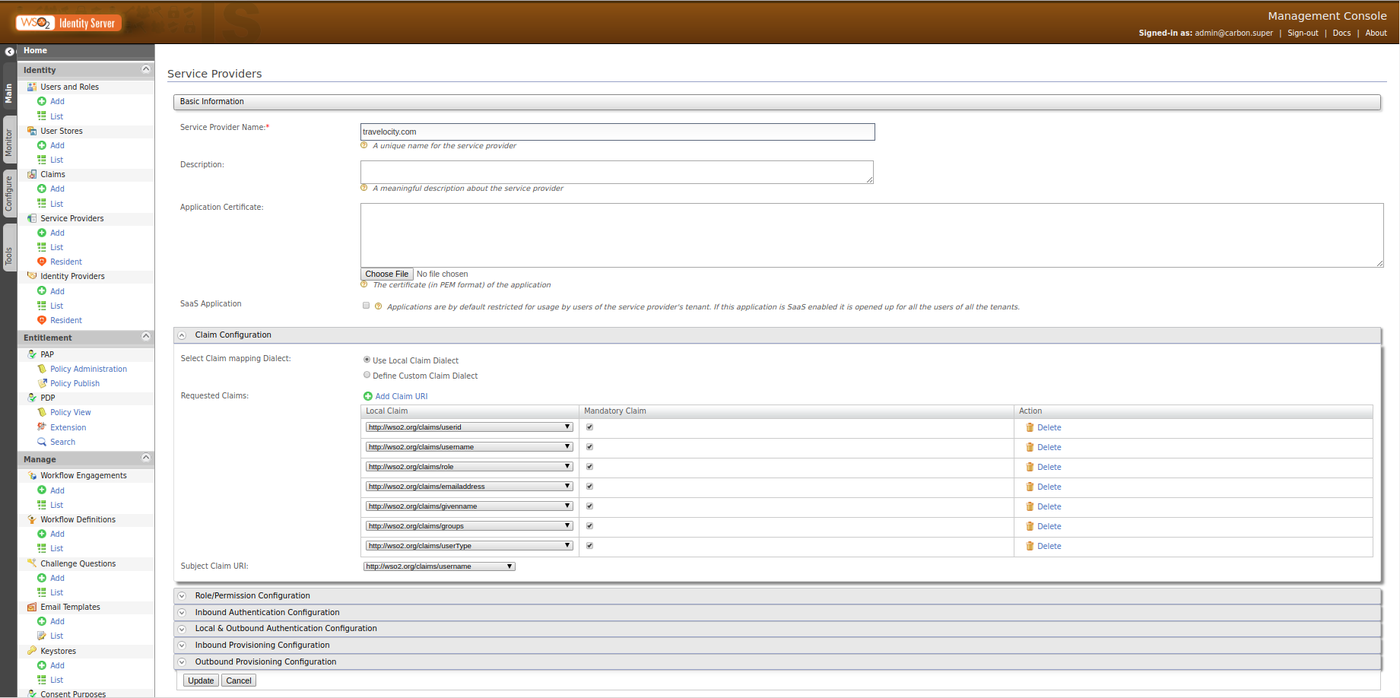 WSO2 Identity Server
Management Console
Signed-in as: admin@carbon.super | Sign-out | Docs | About
Main
Monitor
Configure
Tools
Home
Identity
Users and Roles
Add
List
User Stores
Add
List
Claims
Add
List
Service Providers
Add
List
Resident
Identity Providers
Add
List
Resident
Entitlement
PAP
Policy Administration
Policy Publish
PDP
Policy View
Extension
Search
Manage
Workflow Engagements
Add
List
Workflow Definitions
Add
List
Challenge Questions
Add
List
Email Templates
Add
List
Keystores
Add
List
Consent Purposes
Service Providers
Basic Information
Service Provider Name:* travelocity.com
A unique name for the service provider
Description:
A meaningful description about the service provider
Application Certificate:
Choose File No file chosen
The certificate (in PEM format) of the application
SaaS Application Applications are by default restricted for usage by users of the service provider's tenant. If this application is SaaS enabled it is opened up for all the users of all the tenants.
Claim Configuration
Select Claim mapping Dialect: Use Local Claim Dialect
Define Custom Claim Dialect
Requested Claims: Add Claim URI
Local Claim Mandatory Claim Action
http://wso2.org/claims/userid Delete
http://wso2.org/claims/username Delete
http://wso2.org/claims/role Delete
http://wso2.org/claims/emailaddress Delete
http://wso2.org/claims/givenname Delete
http://wso2.org/claims/groups Delete
http://wso2.org/claims/userType Delete
Subject Claim URI: http://wso2.org/claims/username
Role/Permission Configuration
Inbound Authentication Configuration
Local & Outbound Authentication Configuration
Inbound Provisioning Configuration
Outbound Provisioning Configuration
Update Cancel